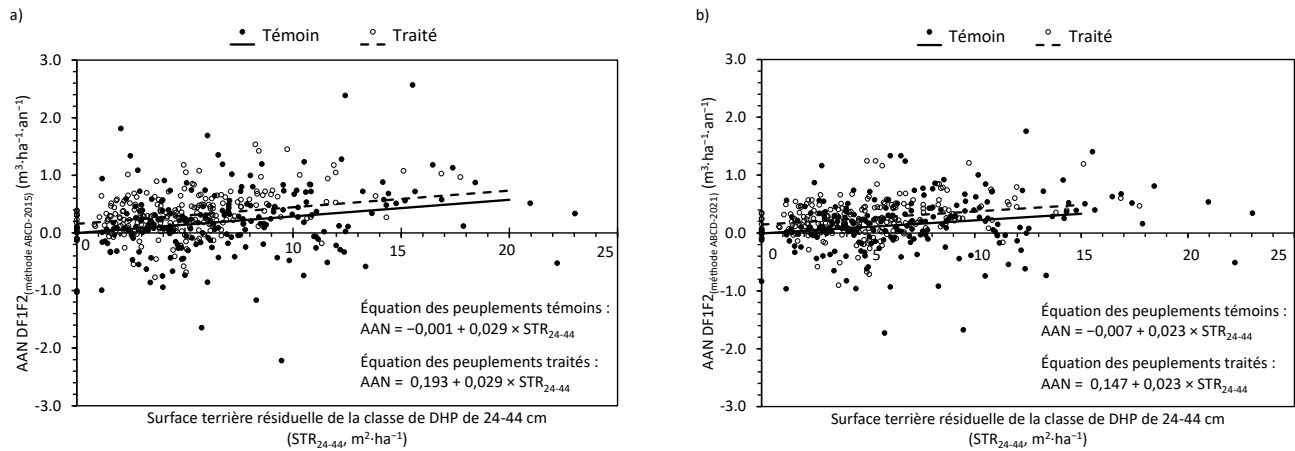 a)
Témoin Traité
3.0
2.0
1.0
0.0
-1.0
-2.0
-3.0
0 5 10 15 20 25
AAN DF1F2(méthode ABCD-2015) (m³·ha⁻¹·an⁻¹)
Équation des peuplements témoins :
AAN = −0,001 + 0,029 × STR24-44
Équation des peuplements traités :
AAN = 0,193 + 0,029 × STR24-44
Surface terrière résiduelle de la classe de DHP de 24-44 cm
(STR24-44, m²·ha⁻¹)
b)
Témoin Traité
3.0
2.0
1.0
0.0
-1.0
-2.0
-3.0
0 5 10 15 20 25
AAN DF1F2(méthode ABCD-2021) (m³·ha⁻¹·an⁻¹)
Équation des peuplements témoins :
AAN = −0,007 + 0,023 × STR24-44
Équation des peuplements traités :
AAN = 0,147 + 0,023 × STR24-44
Surface terrière résiduelle de la classe de DHP de 24-44 cm
(STR24-44, m²·ha⁻¹)